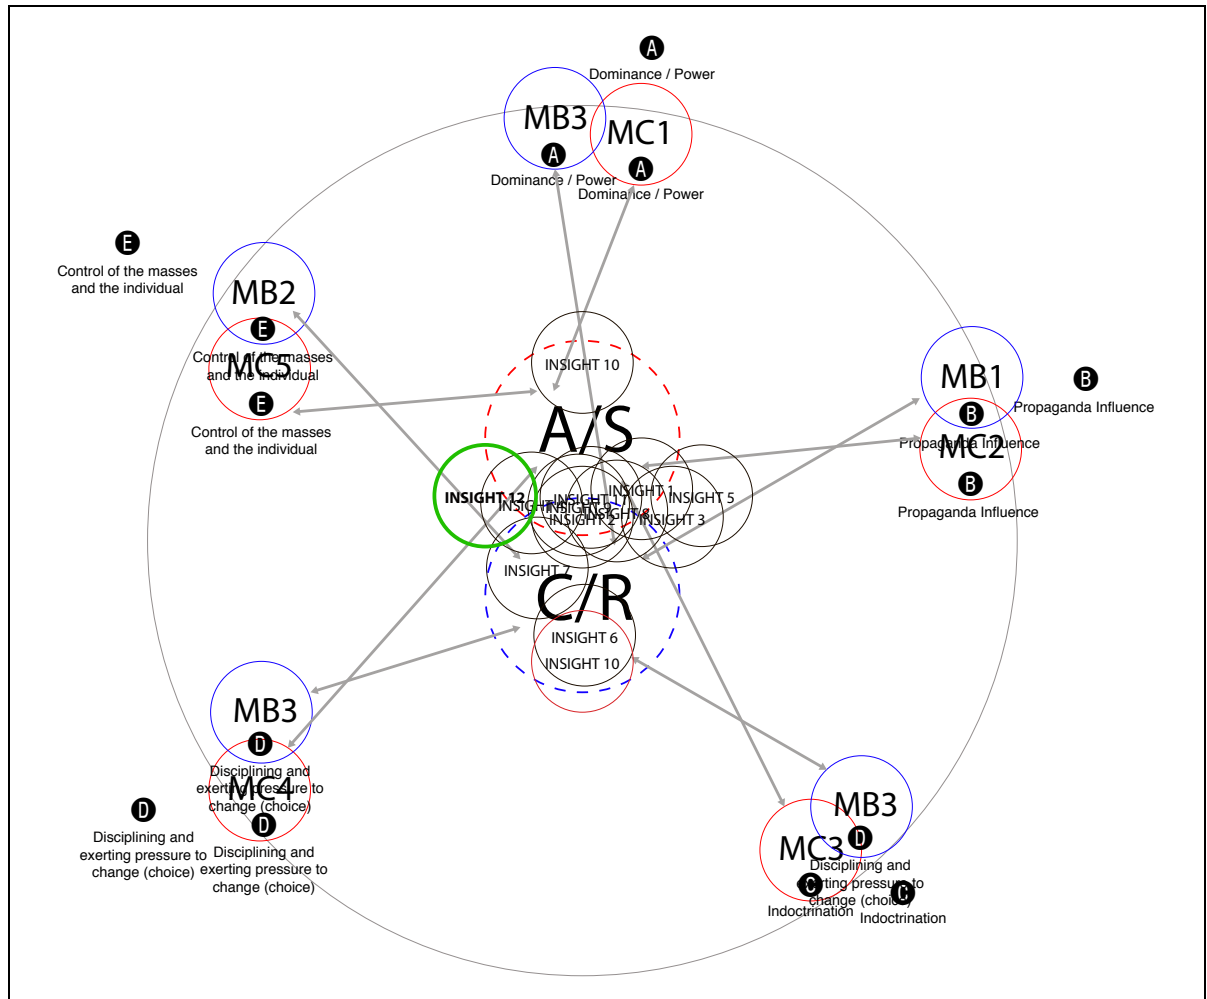 A
Dominance / Power
MB3
MC1
A
A
Dominance / Power
Dominance / Power
E
Control of the masses
and the individual
MB2
E
Control of the masses
and the individual
MC5
E
Control of the masses
and the individual
MB1
B
Propaganda Influence
B
Propaganda Influence
MC2
B
Propaganda Influence
INSIGHT 10
A/S
INSIGHT 12
INSIGHT
INSIGHT 1
INSIGHT 5
INSIGHT 2
INSIGHT 3
INSIGHT 7
C/R
INSIGHT 6
INSIGHT 10
MB3
D
Disciplining and
exerting pressure to
change (choice)
MC4
D
Disciplining and
exerting pressure to
change (choice)
D
Disciplining and
exerting pressure to
change (choice)
MB3
D
Disciplining and
exerting pressure to
change (choice)
MC3
C
Indoctrination
C
Indoctrination